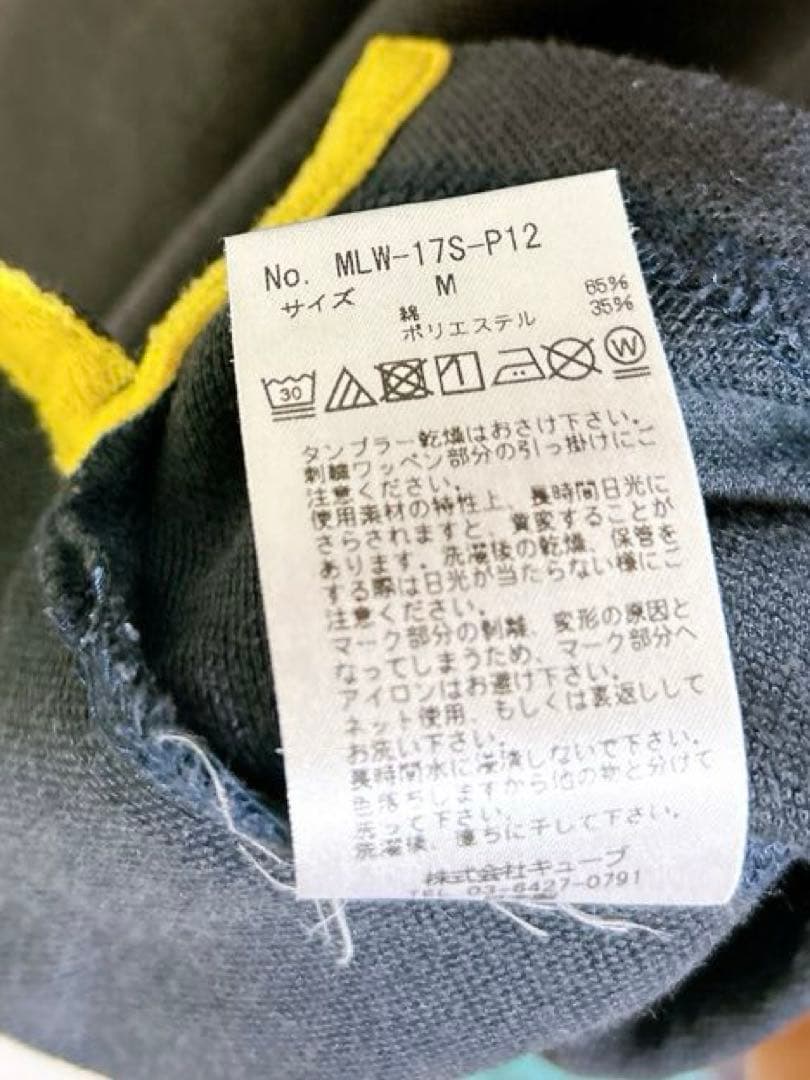 No. MLW-17S-P12
サイズ M
綿 65%
ポリエステル 35%
30
W
タンブラー乾燥はおさけ下さい。
刺繍ワッペン部分の引っ掛けにご
注意ください。
使用素材の特性上、長時間日光に
さらされますと、質変することが
あります。洗濯後の乾燥、保管を
する際は日光が当たらない様にご
注意ください。
マーク部分の剥離、変形の原因と
なってしまうため、マーク部分へ
アイロンはお避け下さい。
ネット使用、もしくは裏返しして
お洗い下さい。
長時間水に浸漬しないで下さい。
色落ちしますから他の物と分けて
洗って下さい。
洗濯後、直ちに干して下さい。
株式会社キューブ
TEL 03-6427-0791